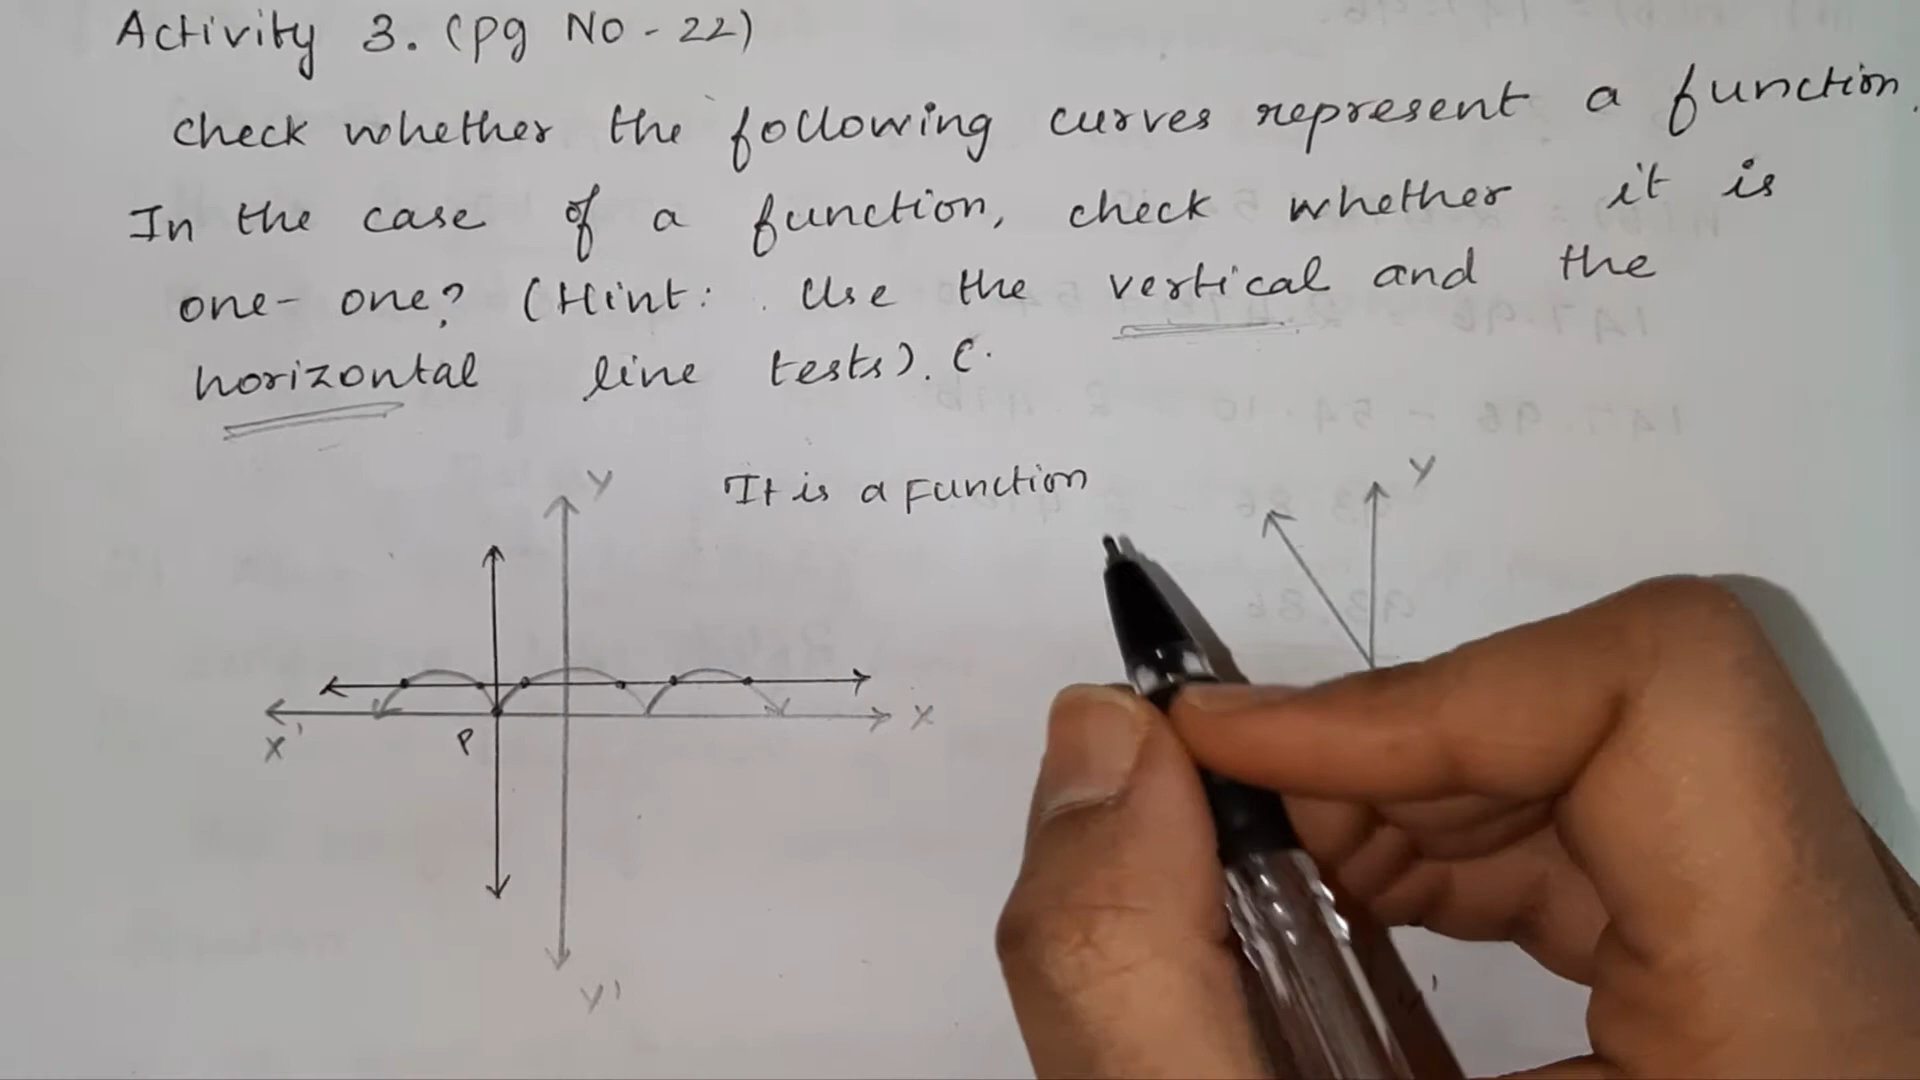 Activity 3. (pg No - 22)
check whether the following curves represent a function.
In the case of a function, check whether it is
one- one? (Hint: Use the vertical and the
horizontal line tests). (.
It is a Function
Y
X
X'
P
Y'
Y